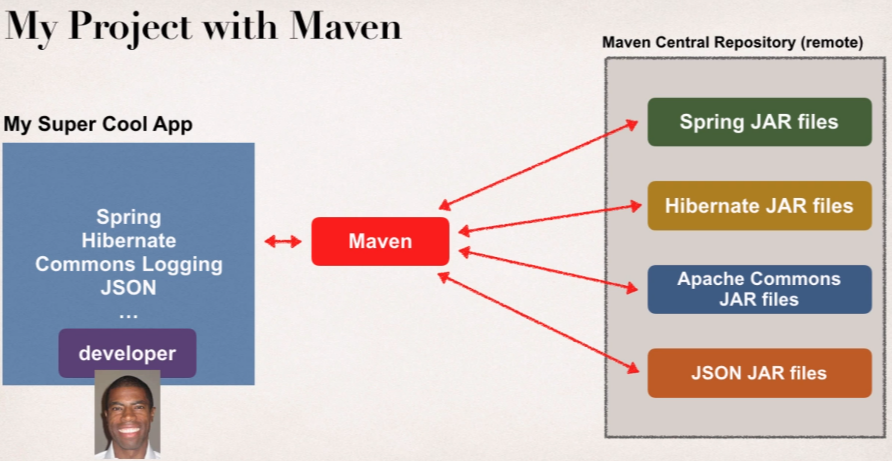 My Project with Maven
Maven Central Repository (remote)
My Super Cool App
Spring
Hibernate
Commons Logging
JSON
...
developer
Maven
Spring JAR files
Hibernate JAR files
Apache Commons
JAR files
JSON JAR files